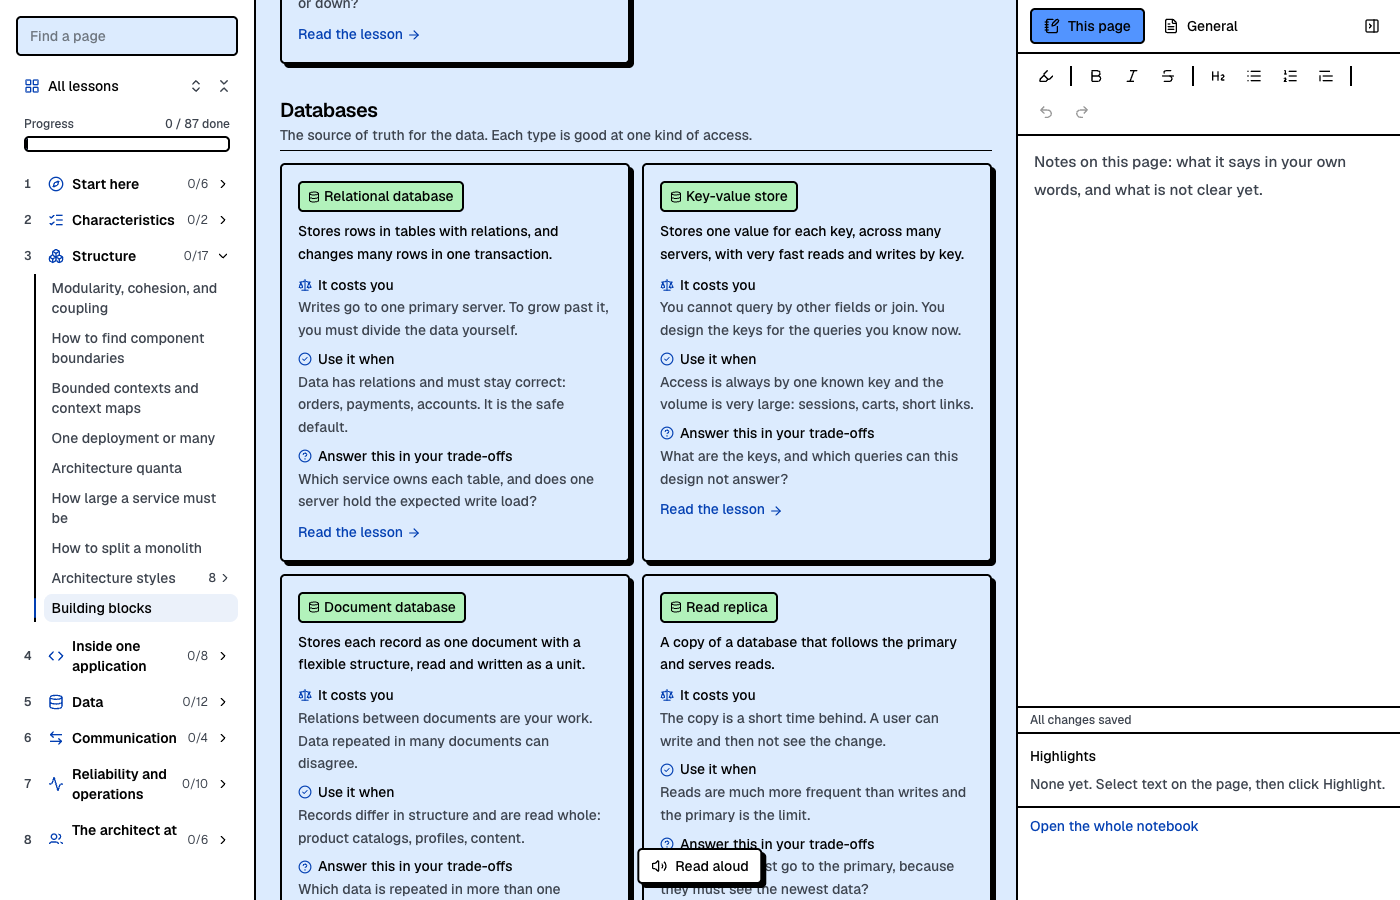 Find a page
All lessons
Progress
0 / 87 done
1
Start here
0/6
2
Characteristics
0/2
3
Structure
0/17
Modularity, cohesion, and
coupling
How to find component
boundaries
Bounded contexts and
context maps
One deployment or many
Architecture quanta
How large a service must
be
How to split a monolith
Architecture styles
8
Building blocks
4
Inside one
application
0/8
5
Data
0/12
6
Communication
0/4
7
Reliability and
operations
0/10
8
The architect at
0/6
or down?
Read the lesson →
Databases
The source of truth for the data. Each type is good at one kind of access.
Relational database
Stores rows in tables with relations, and
changes many rows in one transaction.
It costs you
Writes go to one primary server. To grow past it,
you must divide the data yourself.
Use it when
Data has relations and must stay correct:
orders, payments, accounts. It is the safe
default.
Answer this in your trade-offs
Which service owns each table, and does one
server hold the expected write load?
Read the lesson →
Key-value store
Stores one value for each key, across many
servers, with very fast reads and writes by key.
It costs you
You cannot query by other fields or join. You
design the keys for the queries you know now.
Use it when
Access is always by one known key and the
volume is very large: sessions, carts, short links.
Answer this in your trade-offs
What are the keys, and which queries can this
design not answer?
Read the lesson →
Document database
Stores each record as one document with a
flexible structure, read and written as a unit.
It costs you
Relations between documents are your work.
Data repeated in many documents can
disagree.
Use it when
Records differ in structure and are read whole:
product catalogs, profiles, content.
Answer this in your trade-offs
Which data is repeated in more than one
Read replica
A copy of a database that follows the primary
and serves reads.
It costs you
The copy is a short time behind. A user can
write and then not see the change.
Use it when
Reads are much more frequent than writes and
the primary is the limit.
Answer this in your trade-offs
st go to the primary, because
they must see the newest data?
Read aloud
This page
General
B
I
S
H2
Notes on this page: what it says in your own
words, and what is not clear yet.
All changes saved
Highlights
None yet. Select text on the page, then click Highlight.
Open the whole notebook